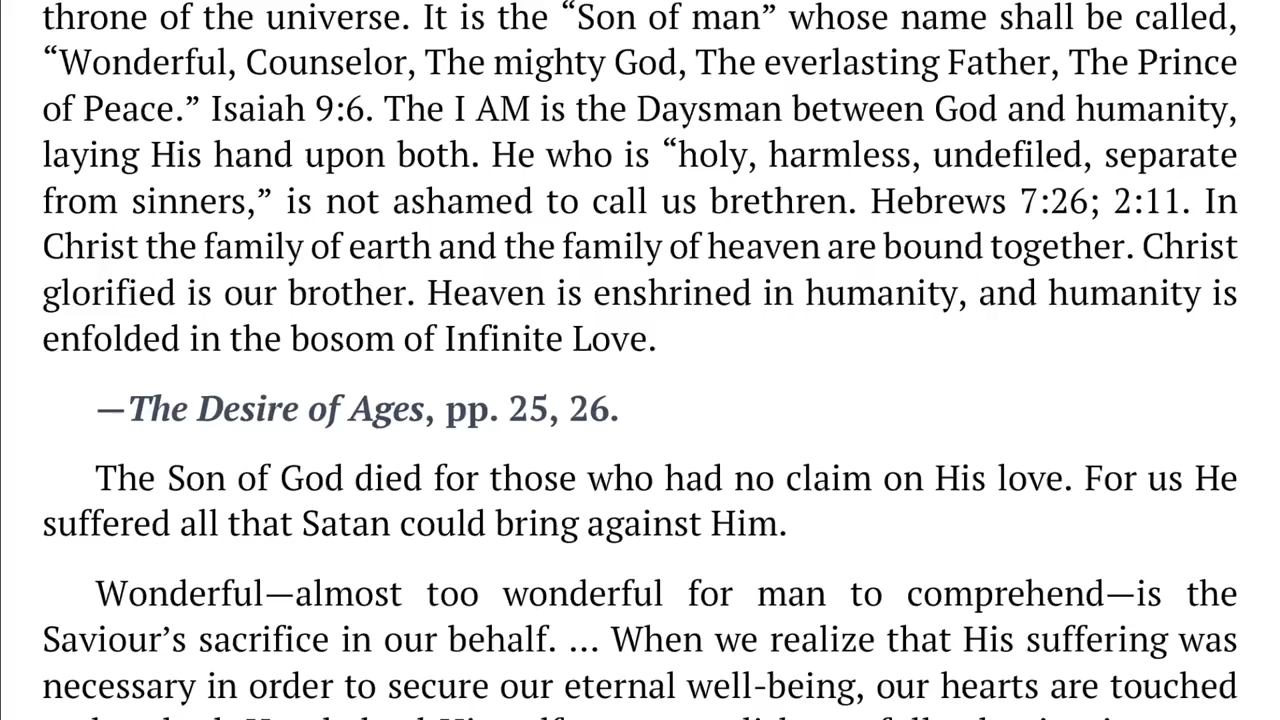 throne of the universe. It is the “Son of man” whose name shall be called,
“Wonderful, Counselor, The mighty God, The everlasting Father, The Prince
of Peace.” Isaiah 9:6. The I AM is the Daysman between God and humanity,
laying His hand upon both. He who is “holy, harmless, undefiled, separate
from sinners,” is not ashamed to call us brethren. Hebrews 7:26; 2:11. In
Christ the family of earth and the family of heaven are bound together. Christ
glorified is our brother. Heaven is enshrined in humanity, and humanity is
enfolded in the bosom of Infinite Love.
—The Desire of Ages, pp. 25, 26.
The Son of God died for those who had no claim on His love. For us He
suffered all that Satan could bring against Him.
Wonderful—almost too wonderful for man to comprehend—is the
Saviour’s sacrifice in our behalf. ... When we realize that His suffering was
necessary in order to secure our eternal well-being, our hearts are touched